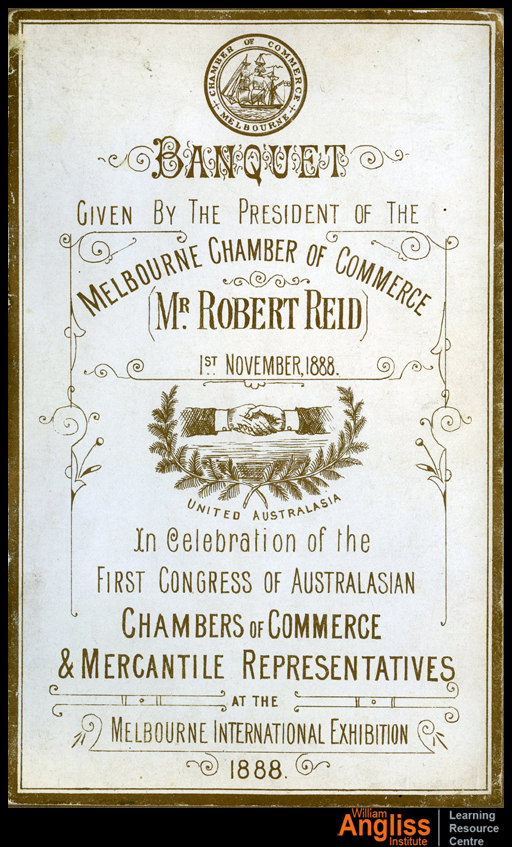 CHAMBER OF COMMERCE
MELBOURNE
BANQUET
GIVEN BY THE PRESIDENT OF THE
MELBOURNE CHAMBER OF COMMERCE
(MR ROBERT REID)
1ST NOVEMBER, 1888.
UNITED AUSTRALASIA
In Celebration of the
FIRST CONGRESS OF AUSTRALASIAN
CHAMBERS OF COMMERCE
& MERCANTILE REPRESENTATIVES
AT THE
MELBOURNE INTERNATIONAL EXHIBITION
1888.
William
Angliss
Institute
Learning
Resource
Centre